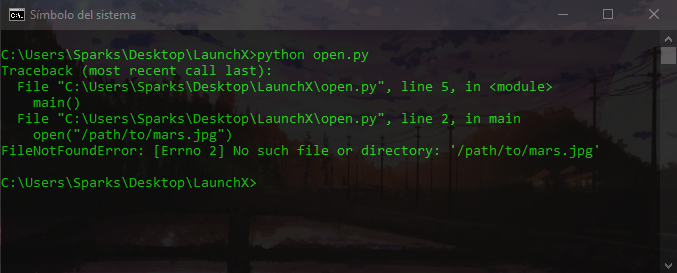 Símbolo del sistema
C:\Users\Sparks\Desktop\LaunchX>python open.py
Traceback (most recent call last):
  File "C:\Users\Sparks\Desktop\LaunchX\open.py", line 5, in <module>
    main()
  File "C:\Users\Sparks\Desktop\LaunchX\open.py", line 2, in main
    open("/path/to/mars.jpg")
FileNotFoundError: [Errno 2] No such file or directory: '/path/to/mars.jpg'
C:\Users\Sparks\Desktop\LaunchX>